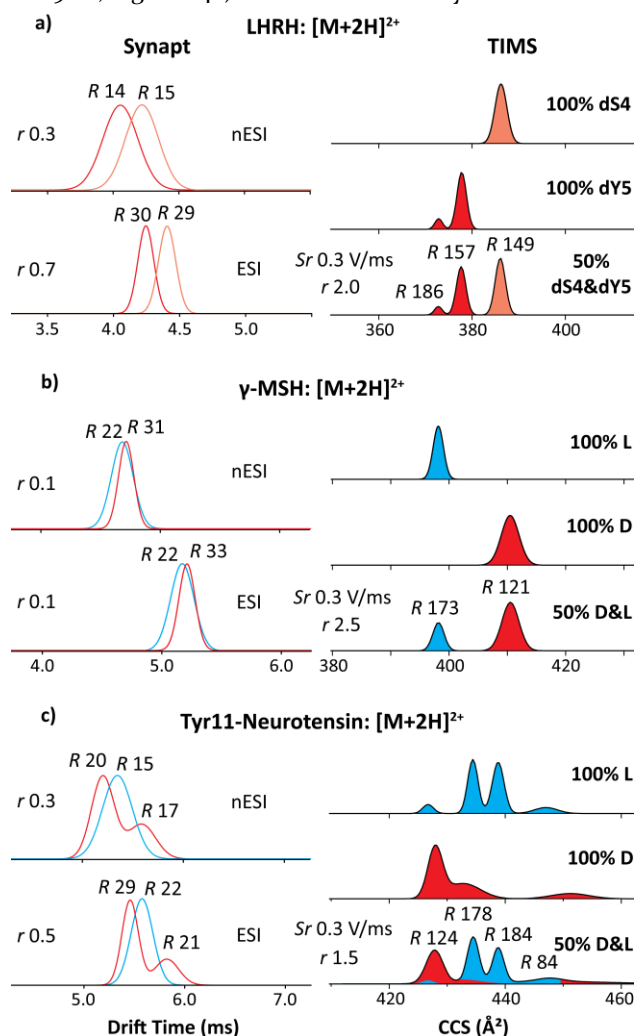 a) LHRH: [M+2H]²⁺
Synapt TIMS
R 14 R 15
r 0.3 nESI
100% dS4
100% dY5
R 30 R 29
r 0.7 ESI
Sr 0.3 V/ms
r 2.0
R 186 R 157 R 149
50%
dS4&dY5
3.5 4.0 4.5 5.0
360 380 400
b) γ-MSH: [M+2H]²⁺
R 22 R 31
r 0.1 nESI
100% L
100% D
R 22 R 33
r 0.1 ESI
Sr 0.3 V/ms
r 2.5
R 173 R 121
50% D&L
4.0 5.0 6.0
380 400 420
c) Tyr11-Neurotensin: [M+2H]²⁺
R 20 R 15
R 17
r 0.3 nESI
100% L
100% D
R 29 R 22
R 21
r 0.5 ESI
Sr 0.3 V/ms
r 1.5
R 124 R 178 R 184 R 84
50% D&L
5.0 6.0 7.0
420 440 460
Drift Time (ms) CCS (Å²)